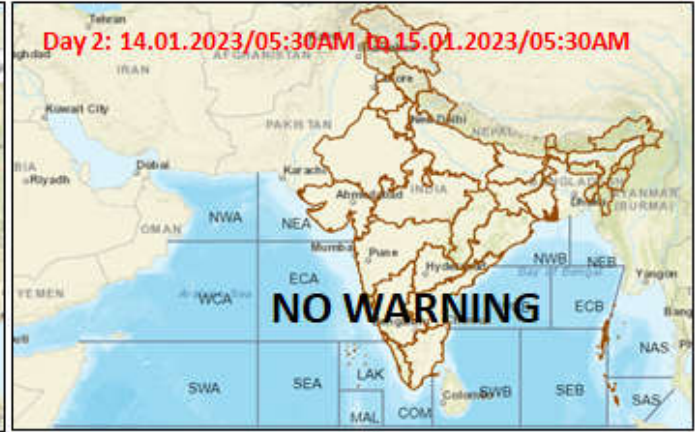 Tehran
Day 2: 14.01.2023/05:30AM to 15.01.2023/05:30AM
AFGHANISTAN
IRAN
Lahore
Kuwait City
New Delhi
PAKISTAN
NEPAL
Dubai
Karachi
Riyadh
Ahmedabad
INDIA
BANGLADESH
Dhaka
MYANMAR
(BURMA)
OMAN
NWA
NEA
Mumbai
Pune
Hyderabad
NWB
NEB
Bay of Bengal
Yangon
YEMEN
Arabian Sea
WCA
ECA
NO WARNING
ECB
NAS
SWA
SEA
LAK
MAL
COM
Colombo
SWB
SEB
SAS